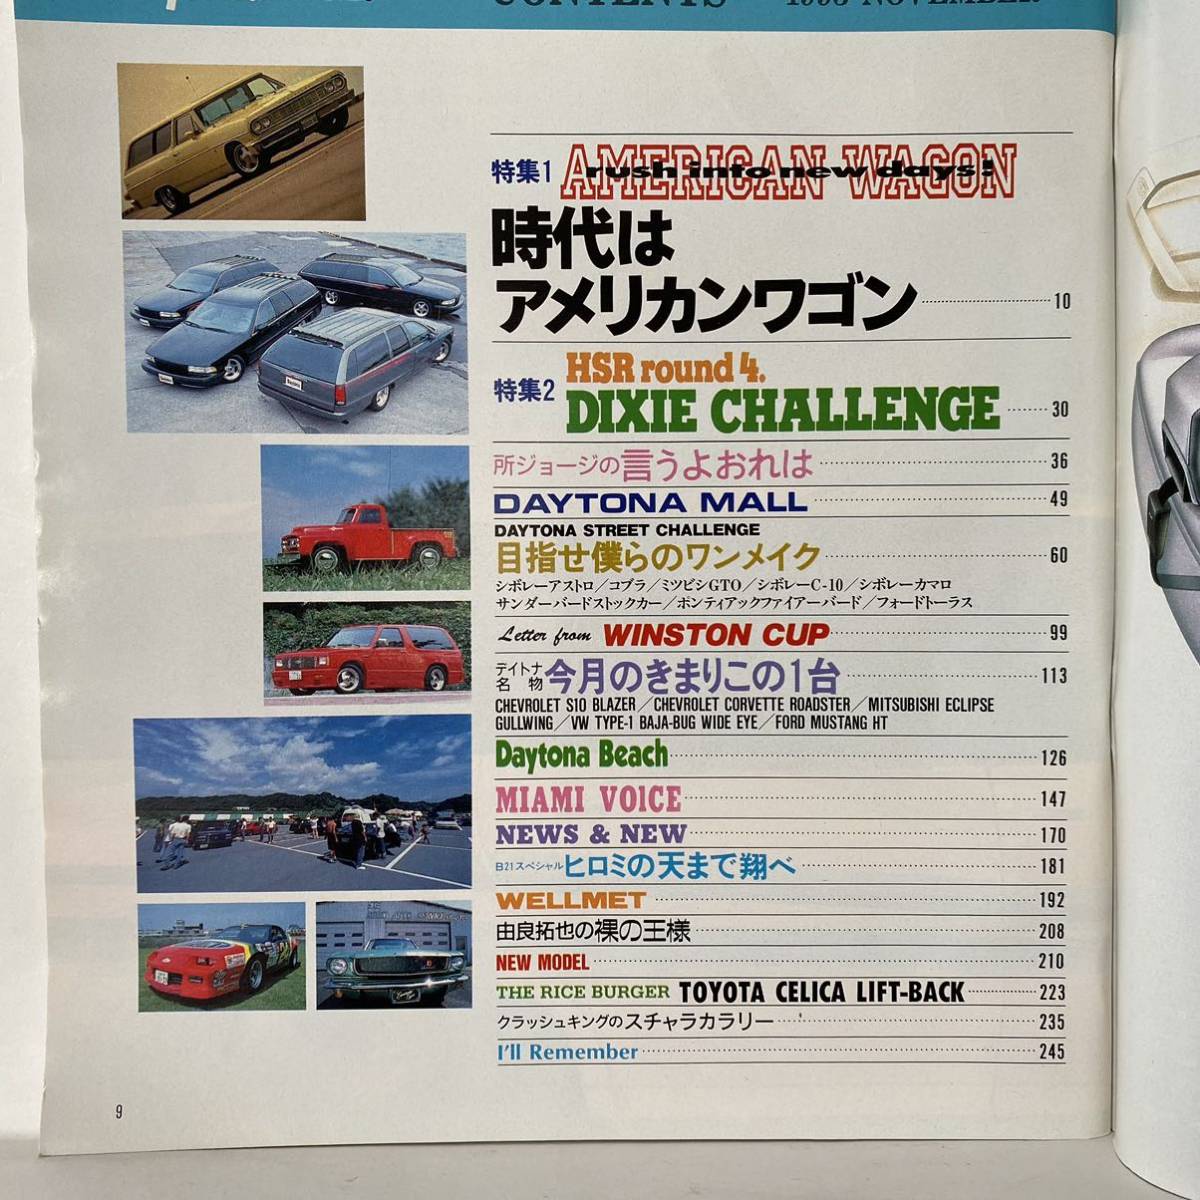 CONTENTS 1993 NOVEMBER.
特集1 AMERICAN WAGON
rush into new days!
時代は
アメリカンワゴン 10
特集2 HSR round 4.
DIXIE CHALLENGE 30
所ジョージの言うよおれは 36
DAYTONA MALL 49
DAYTONA STREET CHALLENGE
目指せ僕らのワンメイク 60
シボレーアストロ/コブラ/ミツビシGTO/シボレーC-10/シボレーカマロ
サンダーバードストックカー/ポンティアックファイアーバード/フォードトーラス
Letter from WINSTON CUP 99
デイトナ名物 今月のきまりこの1台 113
CHEVROLET S10 BLAZER/CHEVROLET CORVETTE ROADSTER/MITSUBISHI ECLIPSE
GULLWING/VW TYPE-1 BAJA-BUG WIDE EYE/FORD MUSTANG HT
Daytona Beach 126
MIAMI VOICE 147
NEWS & NEW 170
B21スペシャル ヒロミの天まで翔べ 181
WELLMET 192
由良拓也の裸の王様 208
NEW MODEL 210
THE RICE BURGER TOYOTA CELICA LIFT-BACK 223
クラッシュキングのスチャラカラリー 235
I'll Remember 245
9